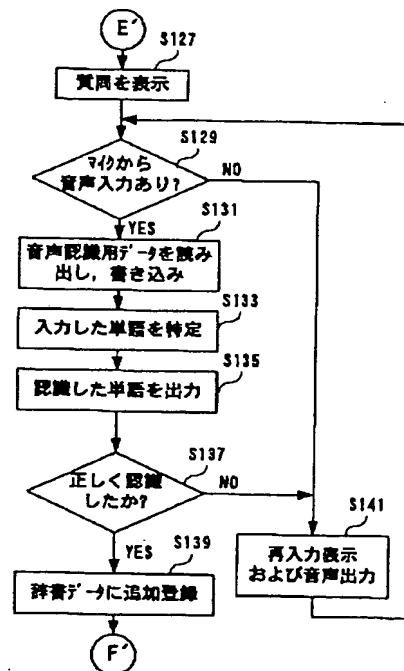 E´
S127
質問を表示
S129
マイクから
音声入力あり?
NO
YES
S131
音声認識用データを読み
出し,書き込み
S133
入力した単語を特定
S135
認識した単語を出力
S137
正しく認識
したか?
NO
YES
S139
辞書データに追加登録
S141
再入力表示
および音声出力
F´